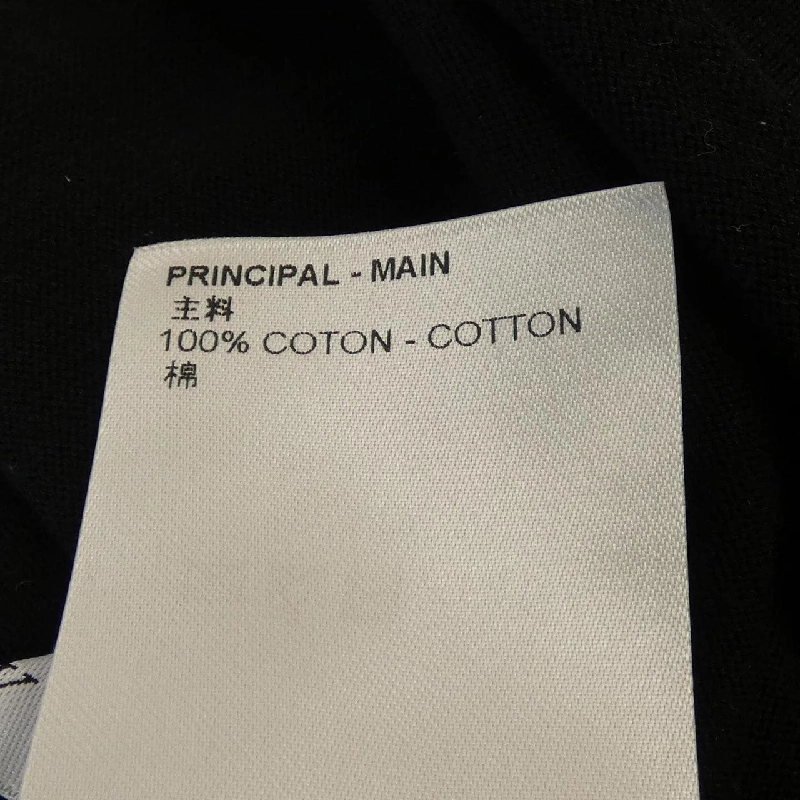 PRINCIPAL - MAIN
主料
100% COTON - COTTON
棉